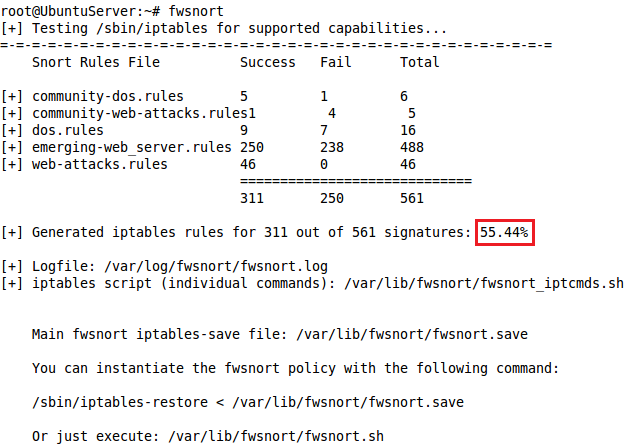 root@UbuntuServer:~# fwsnort
[+] Testing /sbin/iptables for supported capabilities...
=-=-=-=-=-=-=-=-=-=-=-=-=-=-=-=-=-=-=-=-=-=-=-=-=-=-=-=-=-=-=-=-=-=-=
    Snort Rules File          Success   Fail      Total
[+] community-dos.rules       5         1         6
[+] community-web-attacks.rules1         4         5
[+] dos.rules                 9         7         16
[+] emerging-web_server.rules 250       238       488
[+] web-attacks.rules         46        0         46
                              =============================
                              311       250       561
[+] Generated iptables rules for 311 out of 561 signatures: 55.44%
[+] Logfile: /var/log/fwsnort/fwsnort.log
[+] iptables script (individual commands): /var/lib/fwsnort/fwsnort_iptcmds.sh
    Main fwsnort iptables-save file: /var/lib/fwsnort/fwsnort.save
    You can instantiate the fwsnort policy with the following command:
    /sbin/iptables-restore < /var/lib/fwsnort/fwsnort.save
    Or just execute: /var/lib/fwsnort/fwsnort.sh